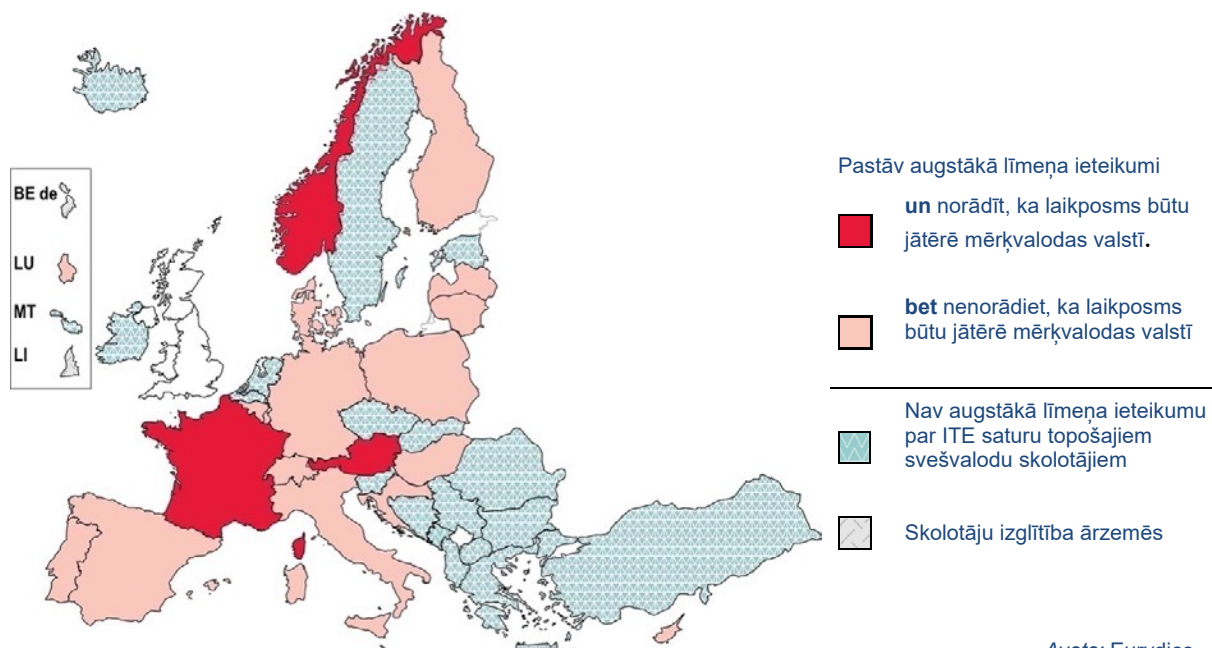 Pastāv augstākā līmeņa ieteikumi
un norādīt, ka laikposms būtu
jātērē mērķvalodas valstī.
bet nenorādiet, ka laikposms
būtu jātērē mērķvalodas valstī
Nav augstākā līmeņa ieteikumu
par ITE saturu topošajiem
svešvalodu skolotājiem
Skolotāju izglītība ārzemēs
BE de
LU
MT
LI
Avots: Eurydice